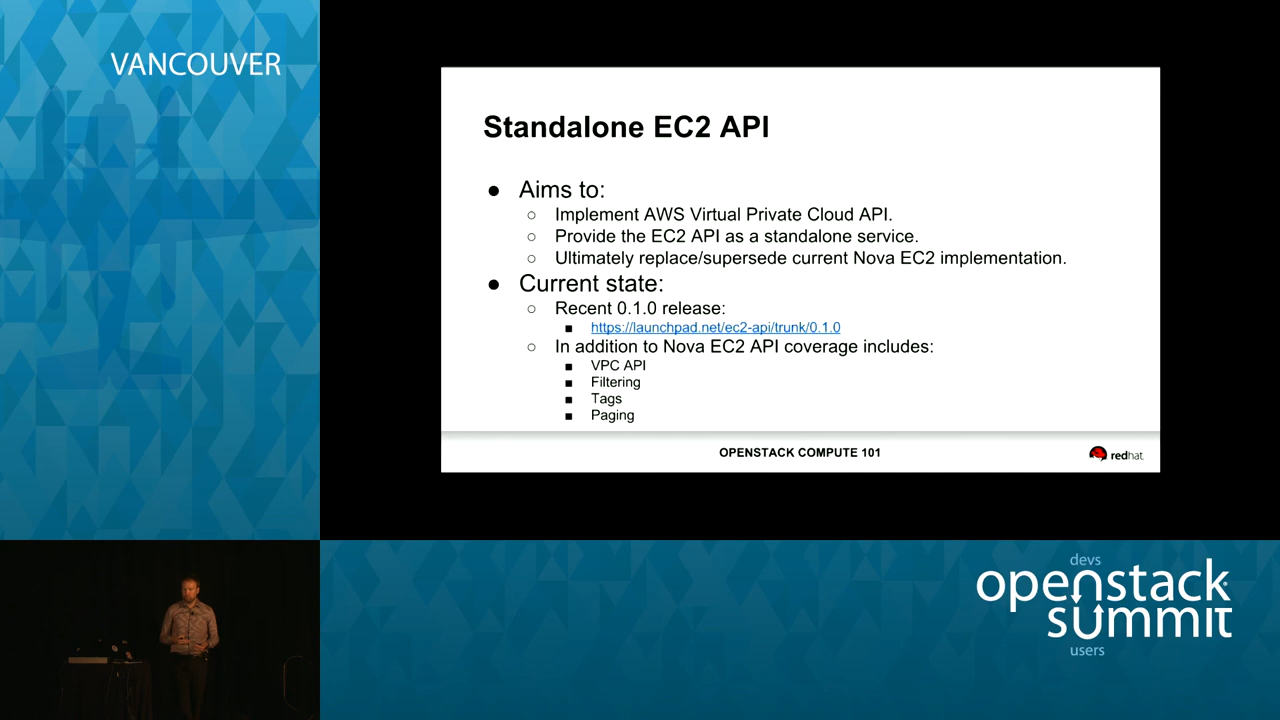 VANCOUVER
Standalone EC2 API
● Aims to:
○ Implement AWS Virtual Private Cloud API.
○ Provide the EC2 API as a standalone service.
○ Ultimately replace/supersede current Nova EC2 implementation.
● Current state:
○ Recent 0.1.0 release:
■ https://launchpad.net/ec2-api/trunk/0.1.0
○ In addition to Nova EC2 API coverage includes:
■ VPC API
■ Filtering
■ Tags
■ Paging
OPENSTACK COMPUTE 101
redhat
devs
openstack
summit
users